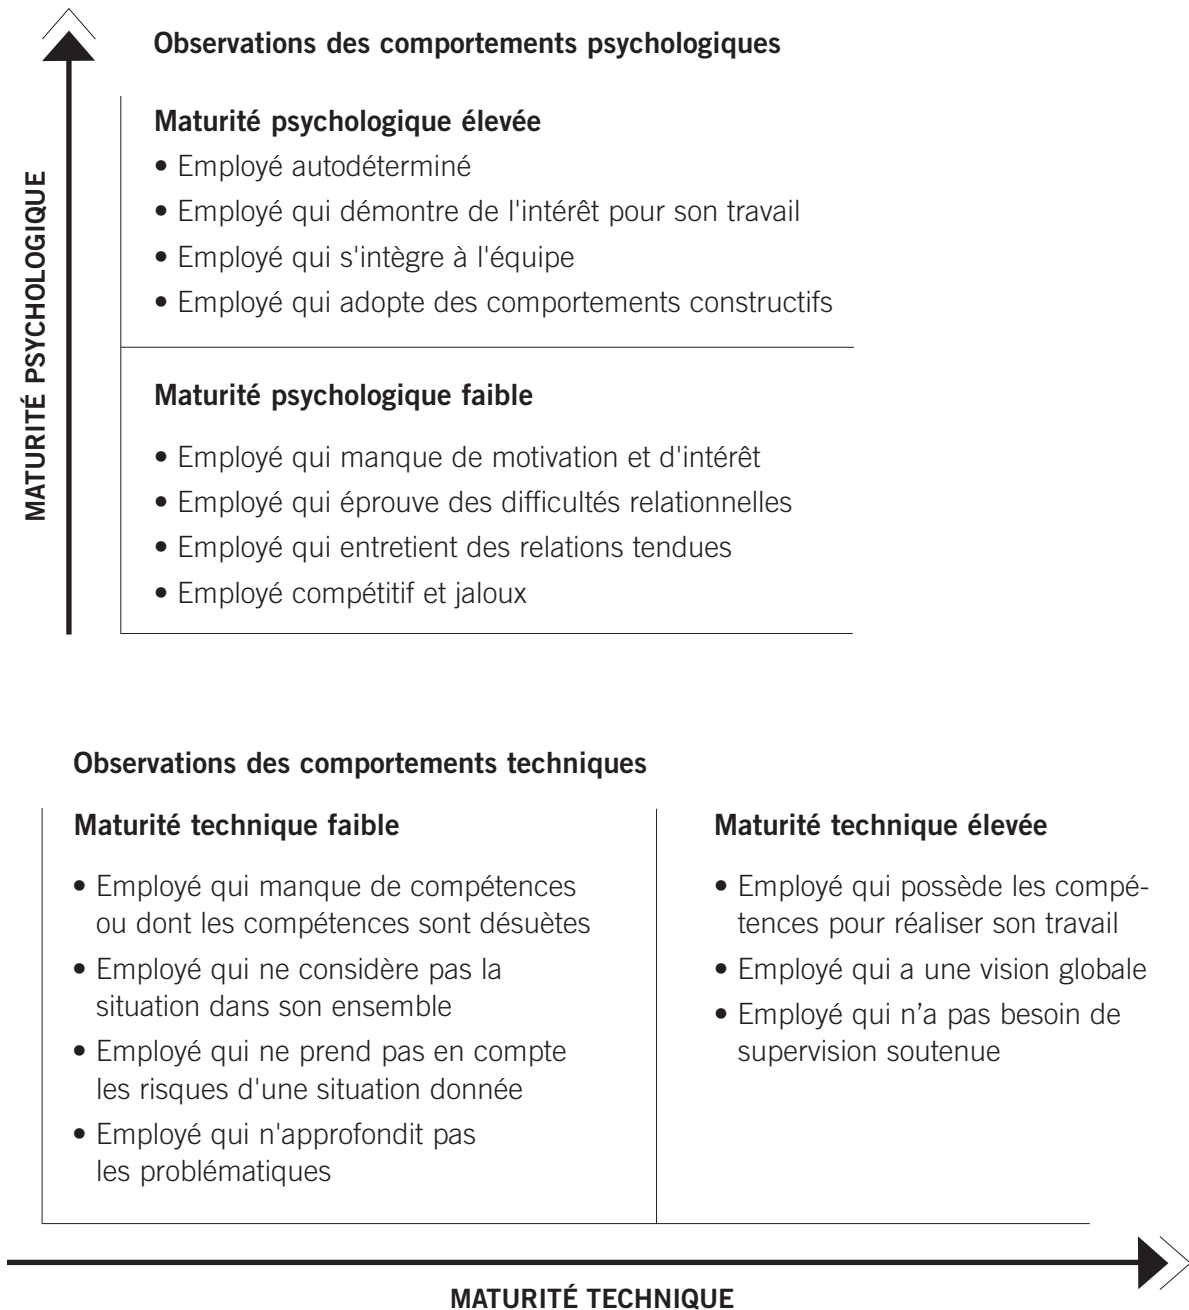 Observations des comportements psychologiques
MATURITÉ PSYCHOLOGIQUE
Maturité psychologique élevée
• Employé autodéterminé
• Employé qui démontre de l'intérêt pour son travail
• Employé qui s'intègre à l'équipe
• Employé qui adopte des comportements constructifs
Maturité psychologique faible
• Employé qui manque de motivation et d'intérêt
• Employé qui éprouve des difficultés relationnelles
• Employé qui entretient des relations tendues
• Employé compétitif et jaloux
Observations des comportements techniques
Maturité technique faible
• Employé qui manque de compétences
ou dont les compétences sont désuètes
• Employé qui ne considère pas la
situation dans son ensemble
• Employé qui ne prend pas en compte
les risques d'une situation donnée
• Employé qui n'approfondit pas
les problématiques
Maturité technique élevée
• Employé qui possède les compé-
tences pour réaliser son travail
• Employé qui a une vision globale
• Employé qui n’a pas besoin de
supervision soutenue
MATURITÉ TECHNIQUE